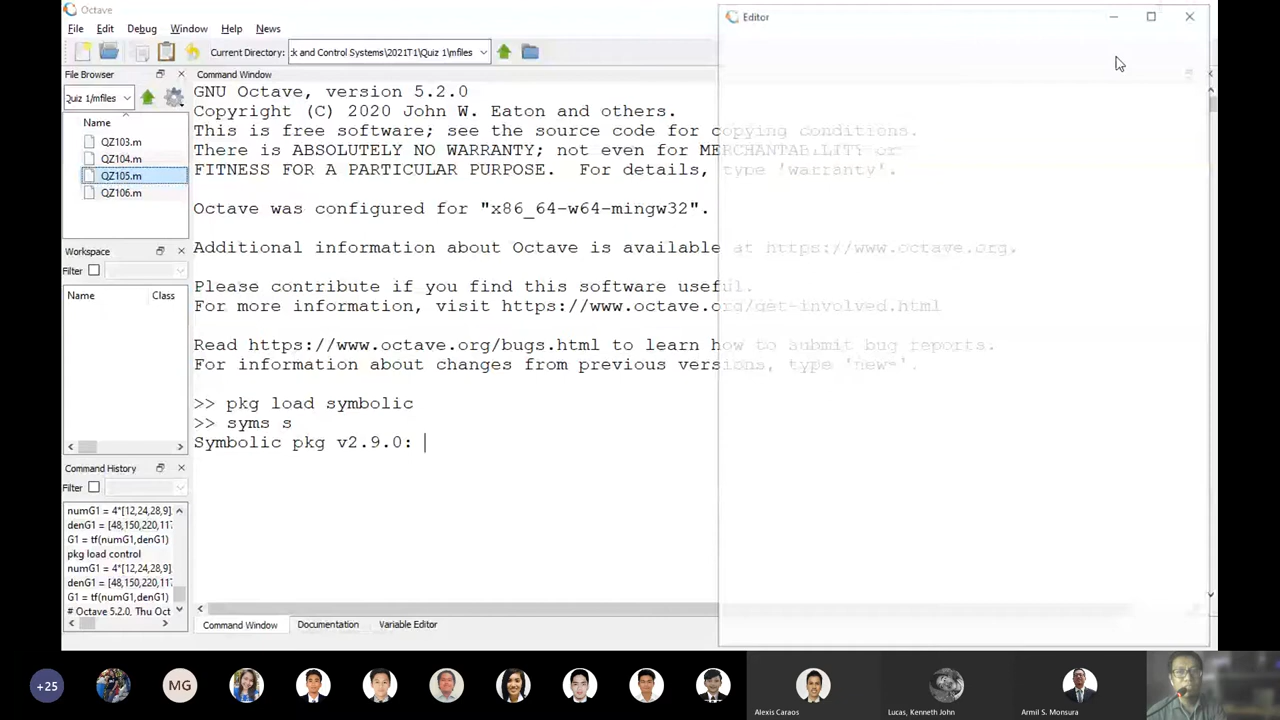 Octave
Editor
File Edit Debug Window Help News
Current Directory: ck and Control Systems\2021T1\Quiz 1\mfiles
File Browser
Command Window
Quiz 1/mfiles
Name
QZ103.m
QZ104.m
QZ105.m
QZ106.m
Workspace
Filter
Name Class
Command History
Filter
numG1 = 4*[12,24,28,9]
denG1 = [48,150,220,117
G1 = tf(numG1,denG1)
pkg load control
numG1 = 4*[12,24,28,9]
denG1 = [48,150,220,117
G1 = tf(numG1,denG1)
# Octave 5.2.0, Thu Oct
GNU Octave, version 5.2.0
Copyright (C) 2020 John W. Eaton and others.
This is free software; see the source code for copying conditions.
There is ABSOLUTELY NO WARRANTY; not even for MERCHANTABILITY or
FITNESS FOR A PARTICULAR PURPOSE.  For details, type 'warranty'.
Octave was configured for "x86_64-w64-mingw32".
Additional information about Octave is available at https://www.octave.org.
Please contribute if you find this software useful.
For more information, visit https://www.octave.org/get-involved.html
Read https://www.octave.org/bugs.html to learn how to submit bug reports.
For information about changes from previous versions, type 'news'.
>> pkg load symbolic
>> syms s
Symbolic pkg v2.9.0:
Command Window Documentation Variable Editor
+25
MG
Alexis Caraos
Lucas, Kenneth John
Armil S. Monsura